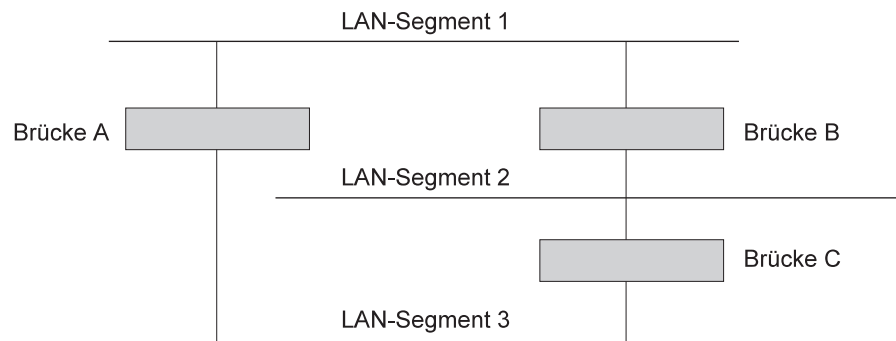 LAN-Segment 1
Brücke A
Brücke B
LAN-Segment 2
Brücke C
LAN-Segment 3